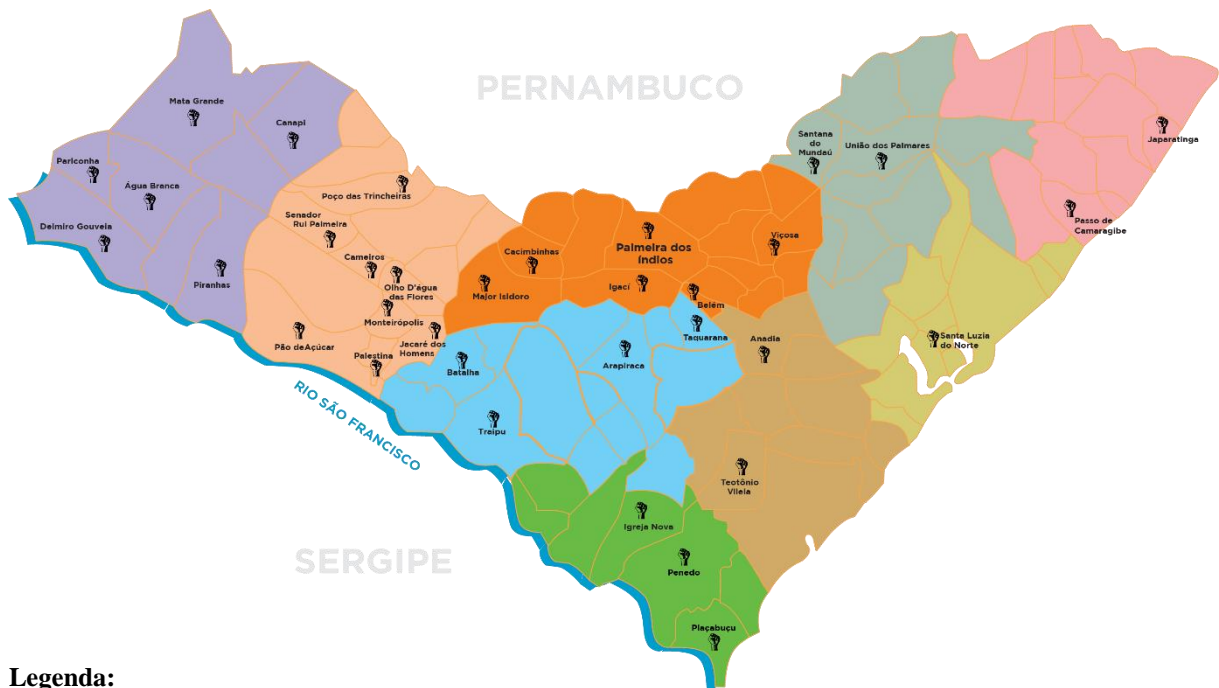 PERNAMBUCO
Mata Grande
Canapi
Pariconha
Água Branca
Delmiro Gouveia
Piranhas
Poço das Trincheiras
Senador
Rui Palmeira
Carneiros
Olho D'água
das Flores
Monteirópolis
Pão deAçúcar
Palestina
Jacaré dos
Homens
Cacimbinhas
Major Isidoro
Palmeira dos
Índios
Igací
Belém
Viçosa
Santana
do
Mundaú
União dos Palmares
Japaratinga
Passo de
Camaragibe
Santa Luzia
do Norte
Batalha
Traipu
Arapiraca
Taquarana
Anadia
Teotônio
Vilela
RIO SÃO FRANCISCO
SERGIPE
Igreja Nova
Penedo
Piaçabuçu
Legenda: